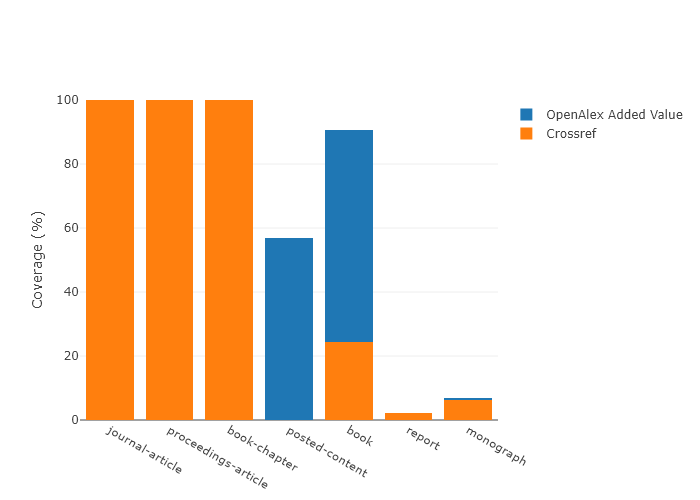 OpenAlex Added Value
Crossref
Coverage (%)
100
80
60
40
20
0
journal-article
proceedings-article
book-chapter
posted-content
book
report
monograph